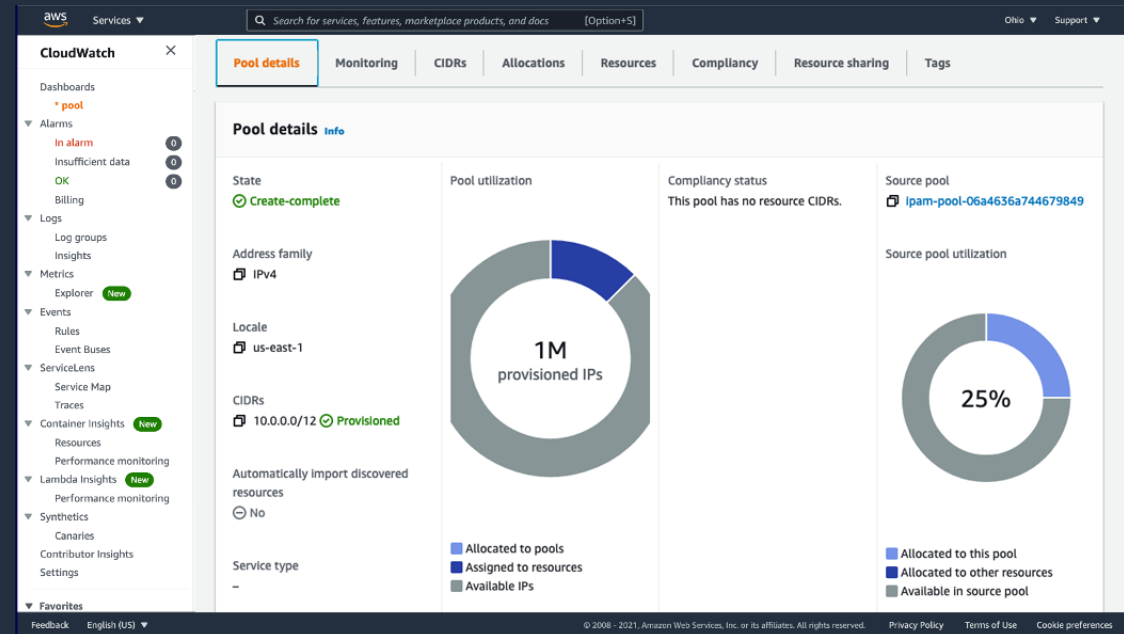 aws
Services ▼
Search for services, features, marketplace products, and docs [Option+S]
Ohio ▼
Support ▼
CloudWatch
Dashboards
* pool
Alarms
In alarm 0
Insufficient data 0
OK 0
Billing
Logs
Log groups
Insights
Metrics
Explorer New
Events
Rules
Event Buses
ServiceLens
Service Map
Traces
Container Insights New
Resources
Performance monitoring
Lambda Insights New
Performance monitoring
Synthetics
Canaries
Contributor Insights
Settings
Favorites
Pool details
Monitoring
CIDRs
Allocations
Resources
Compliancy
Resource sharing
Tags
Pool details Info
State
Create-complete
Address family
IPv4
Locale
us-east-1
CIDRs
10.0.0.0/12 Provisioned
Automatically import discovered
resources
No
Service type
–
Pool utilization
1M
provisioned IPs
Allocated to pools
Assigned to resources
Available IPs
Compliancy status
This pool has no resource CIDRs.
Source pool
ipam-pool-06a4636a744679849
Source pool utilization
25%
Allocated to this pool
Allocated to other resources
Available in source pool
Feedback
English (US) ▼
© 2008 - 2021, Amazon Web Services, Inc. or its affiliates. All rights reserved.
Privacy Policy
Terms of Use
Cookie preferences